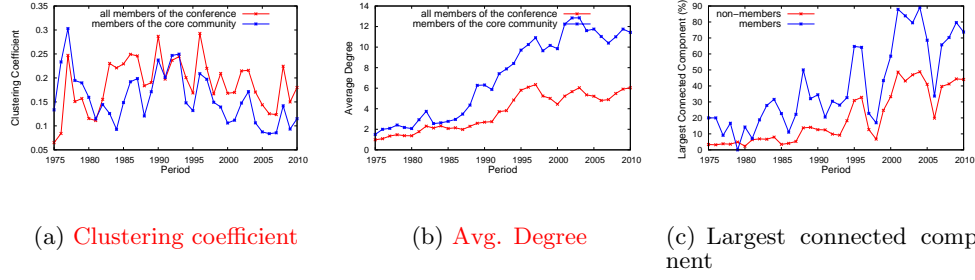 all members of the conference
members of the core community
Clustering Coefficient
0.35
0.3
0.25
0.2
0.15
0.1
0.05
1975 1980 1985 1990 1995 2000 2005 2010
Period
all members of the conference
members of the core community
Average Degree
14
12
10
8
6
4
2
0
1975 1980 1985 1990 1995 2000 2005 2010
Period
non-members
members
Largest Connected Component (%)
90
80
70
60
50
40
30
20
10
0
1975 1980 1985 1990 1995 2000 2005 2010
Period
(a) Clustering coefficient
(b) Avg. Degree
(c) Largest connected comp
nent